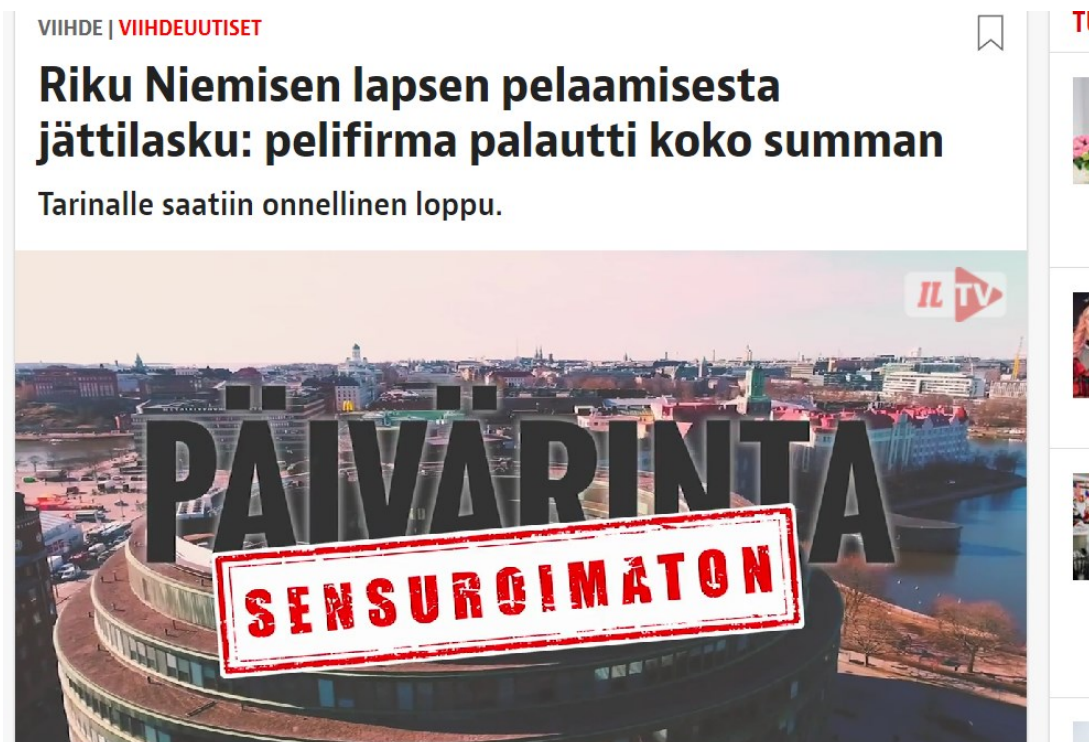 VIIHDE | VIIHDEUUTISET
Riku Niemisen lapsen pelaamisesta
jättilasku: pelifirma palautti koko summan
Tarinalle saatiin onnellinen loppu.
IL TV
PÄIVÄRINTA
SENSUROIMATON